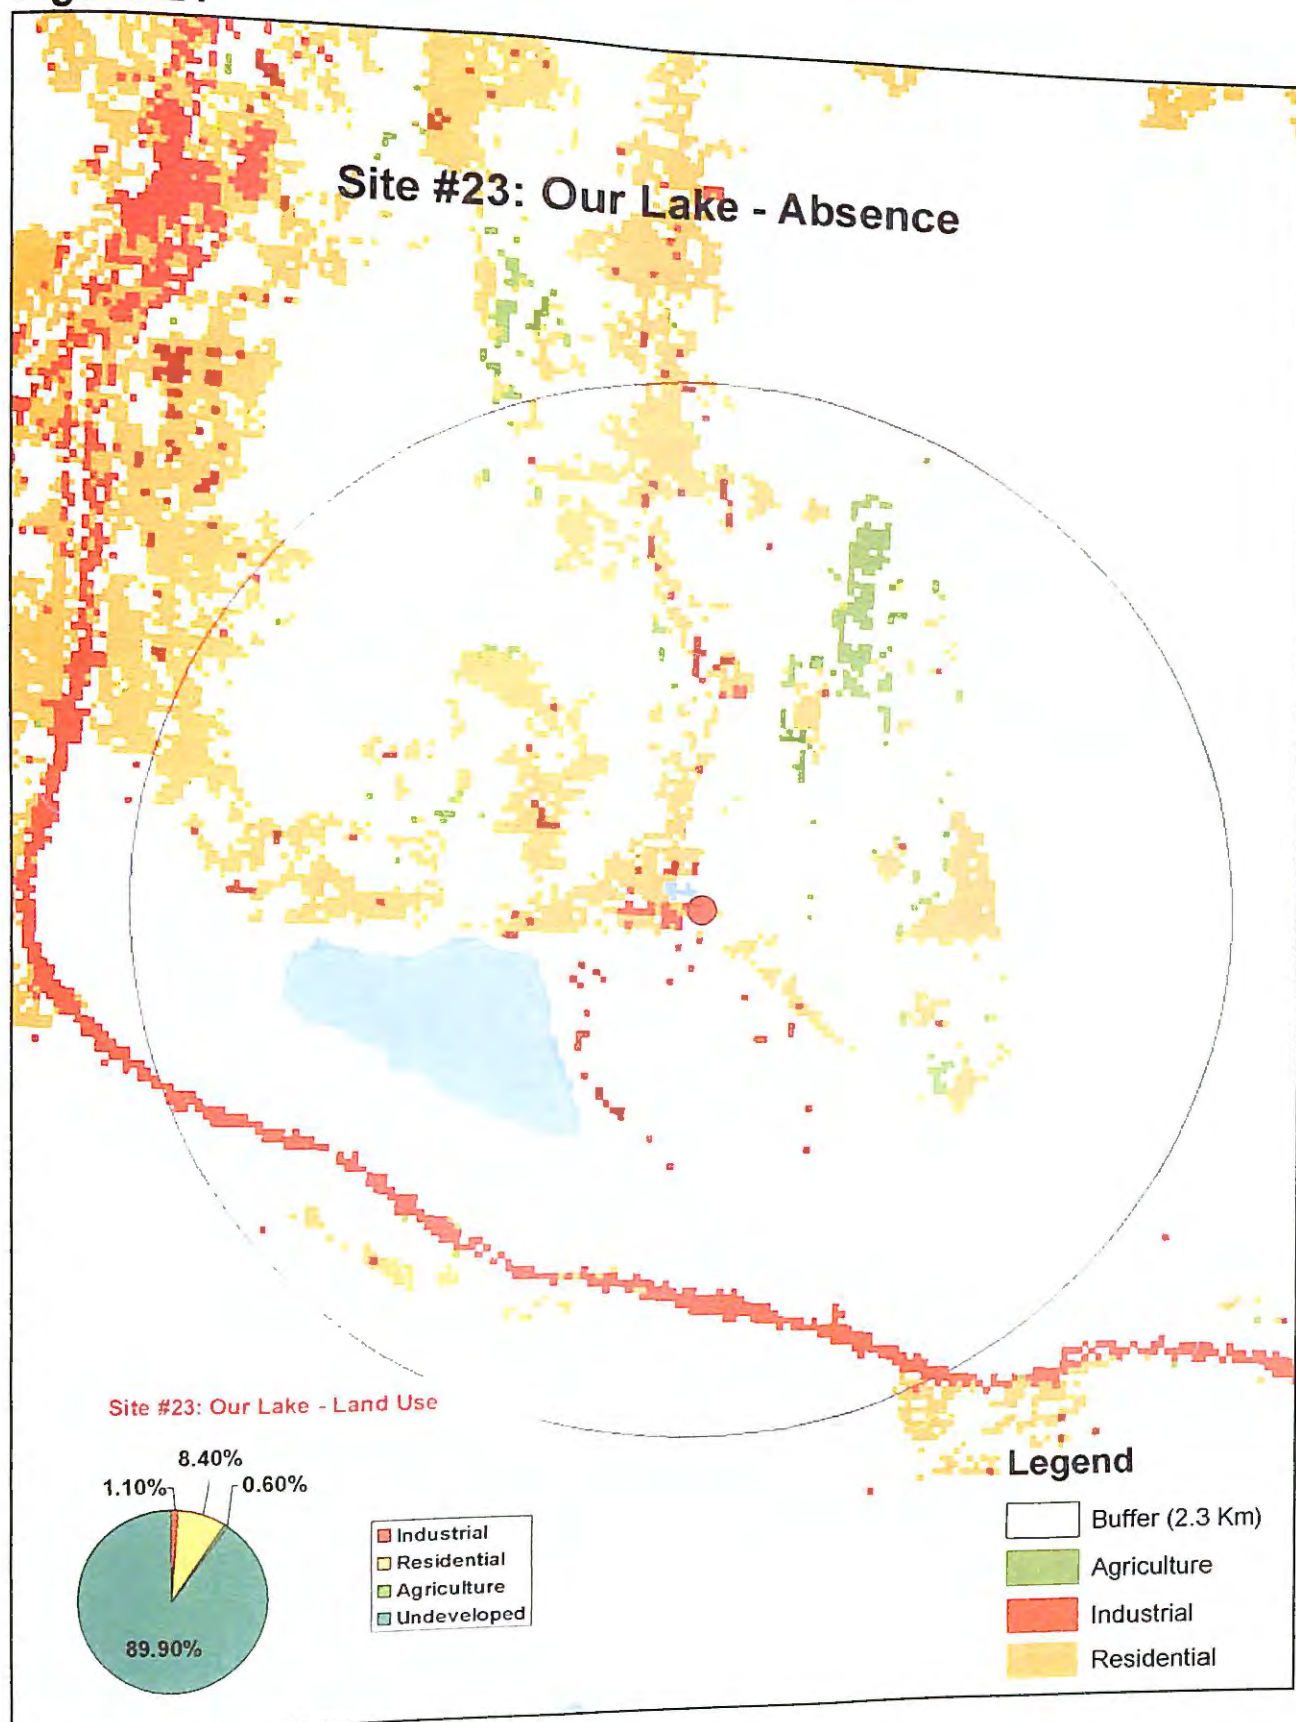 Site #23: Our Lake - Absence
Site #23: Our Lake - Land Use
8.40%
1.10%
0.60%
89.90%
Industrial
Residential
Agriculture
Undeveloped
Legend
Buffer (2.3 Km)
Agriculture
Industrial
Residential